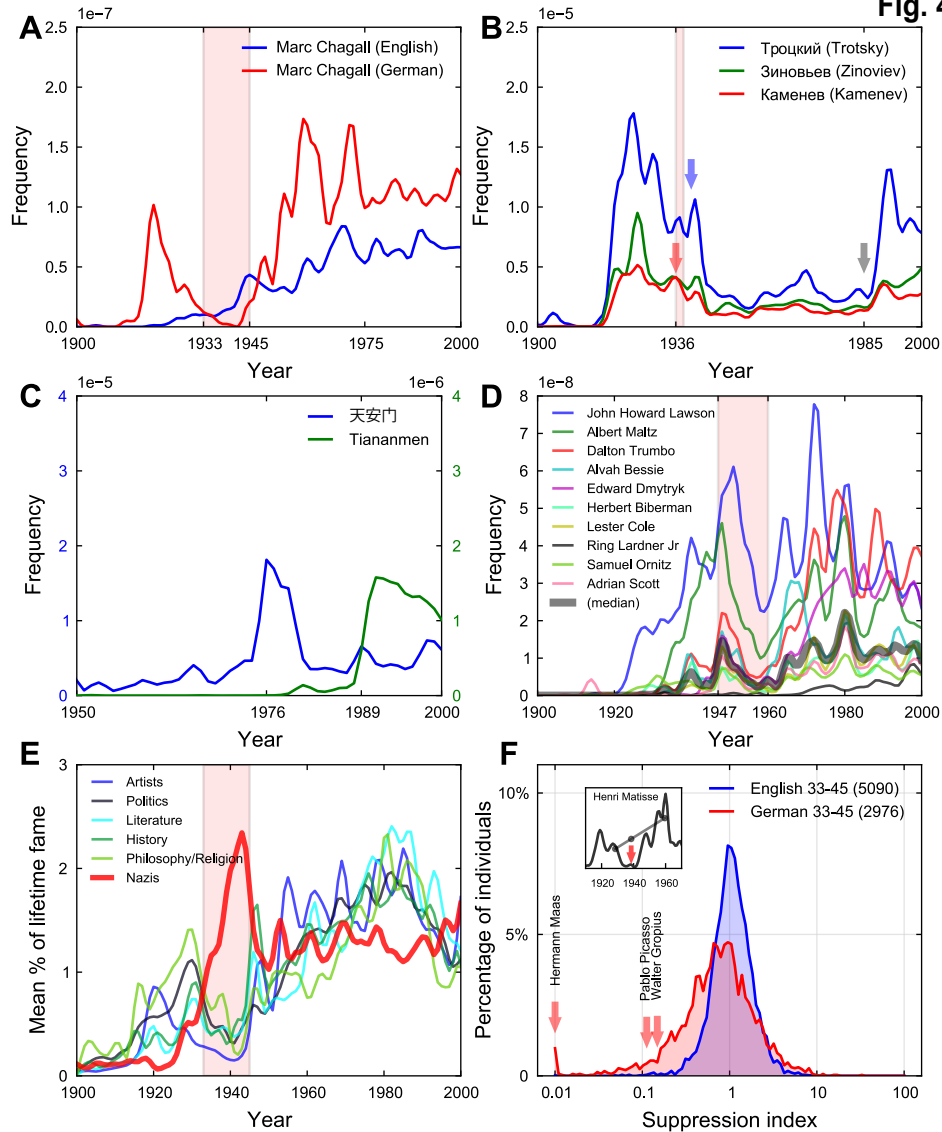 Fig. 4
A
1e−7
Marc Chagall (English)
Marc Chagall (German)
2.5
2.0
1.5
1.0
0.5
0.0
Frequency
1900
1933
1945
1975
2000
Year
B
1e−5
Троцкий (Trotsky)
Зиновьев (Zinoviev)
Каменев (Kamenev)
2.5
2.0
1.5
1.0
0.5
0.0
Frequency
1900
1936
1985
2000
Year
C
1e−5
1e−6
天安门
Tiananmen
4
3
2
1
0
Frequency
4
3
2
1
0
1950
1976
1989
2000
Year
D
1e−8
John Howard Lawson
Albert Maltz
Dalton Trumbo
Alvah Bessie
Edward Dmytryk
Herbert Biberman
Lester Cole
Ring Lardner Jr
Samuel Ornitz
Adrian Scott
(median)
Frequency
8
7
6
5
4
3
2
1
0
1900
1920
1947
1960
1980
2000
Year
E
Artists
Politics
Literature
History
Philosophy/Religion
Nazis
3
2
1
0
Mean % of lifetime fame
1900
1920
1940
1960
1980
2000
Year
F
English 33-45 (5090)
German 33-45 (2976)
10%
5%
0
Percentage of individuals
Henri Matisse
1920
1940
1960
Hermann Maas
Pablo Picasso
Walter Gropius
0.01
0.1
1
10
100
Suppression index